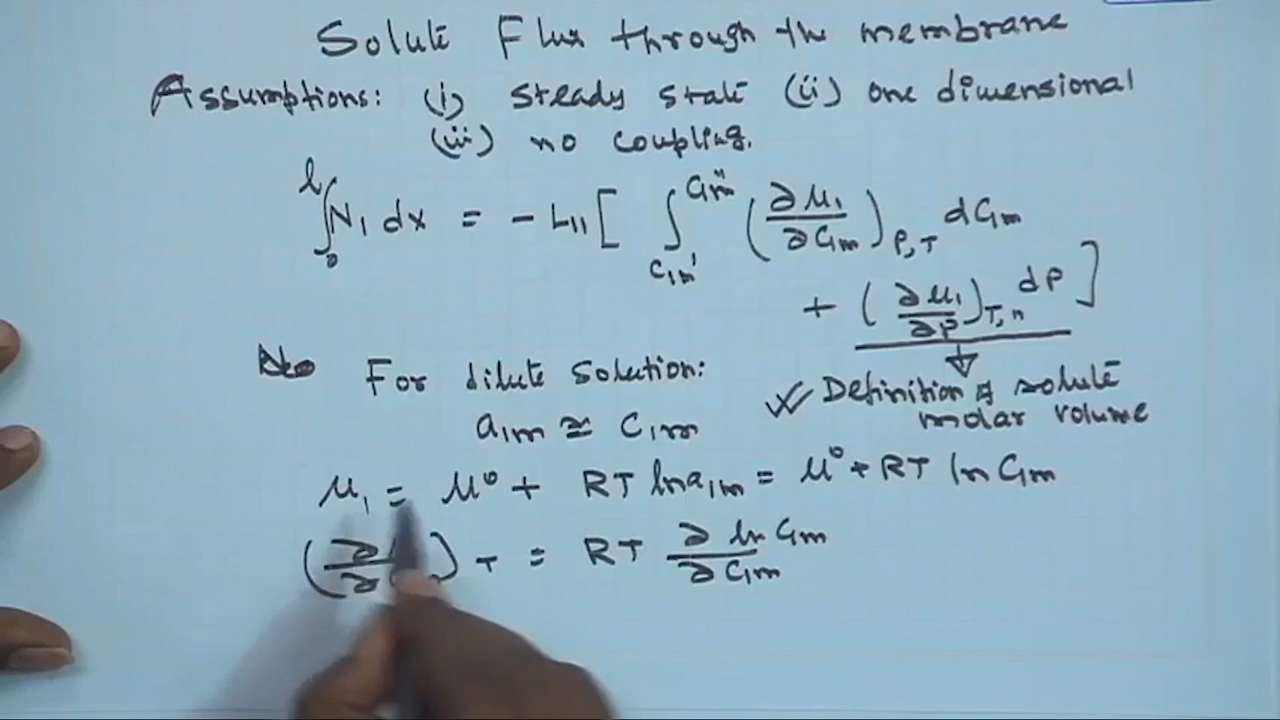 Solute Flux through the membrane
Assumptions: (i) steady state (ii) one dimensional
(iii) no coupling.
∫₀ˡ N₁ dx = - L₁₁ [ ∫_{C₁ₘ'}^{C₁ₘ''} (∂μ₁/∂C₁ₘ)_{P,T} dC₁ₘ
+ (∂μ₁/∂P)_{T,n} dP ]
For dilute solution:
Definition of solute
molar volume
a₁ₘ ≅ C₁ₘ
μ₁ = μ⁰ + RT ln a₁ₘ = μ⁰ + RT ln C₁ₘ
(∂ /∂ )_T = RT ∂ ln C₁ₘ/∂C₁ₘ